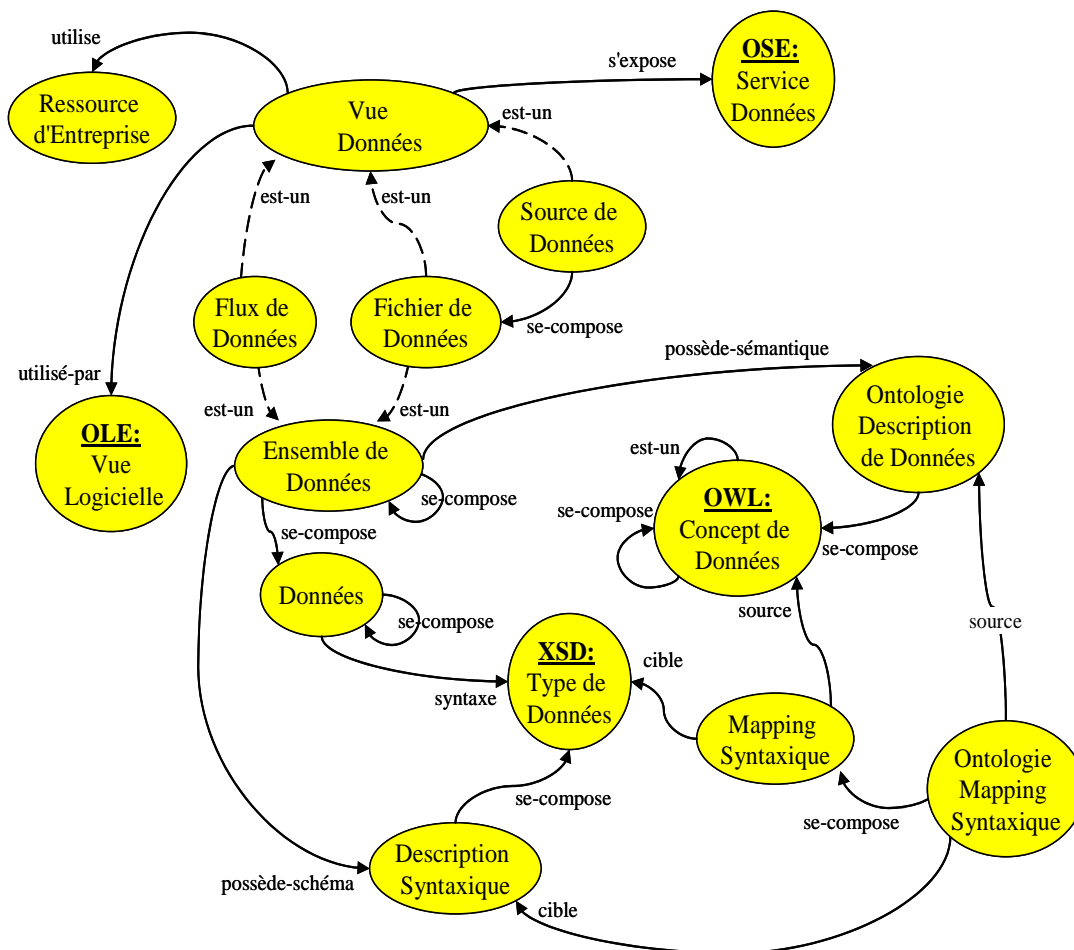 utilise
s'expose
OSE:
Service
Données
Ressource
d'Entreprise
Vue
Données
est-un
est-un
est-un
Source de
Données
Flux de
Données
Fichier de
Données
se-compose
possède-sémantique
utilisé-par
est-un
est-un
Ontologie
Description
de Données
OLE:
Vue
Logicielle
Ensemble de
Données
est-un
se-compose
se-compose
OWL:
Concept de
Données
se-compose
se-compose
Données
se-compose
source
source
XSD:
Type de
Données
cible
syntaxe
Mapping
Syntaxique
Ontologie
Mapping
Syntaxique
se-compose
se-compose
Description
Syntaxique
possède-schéma
cible